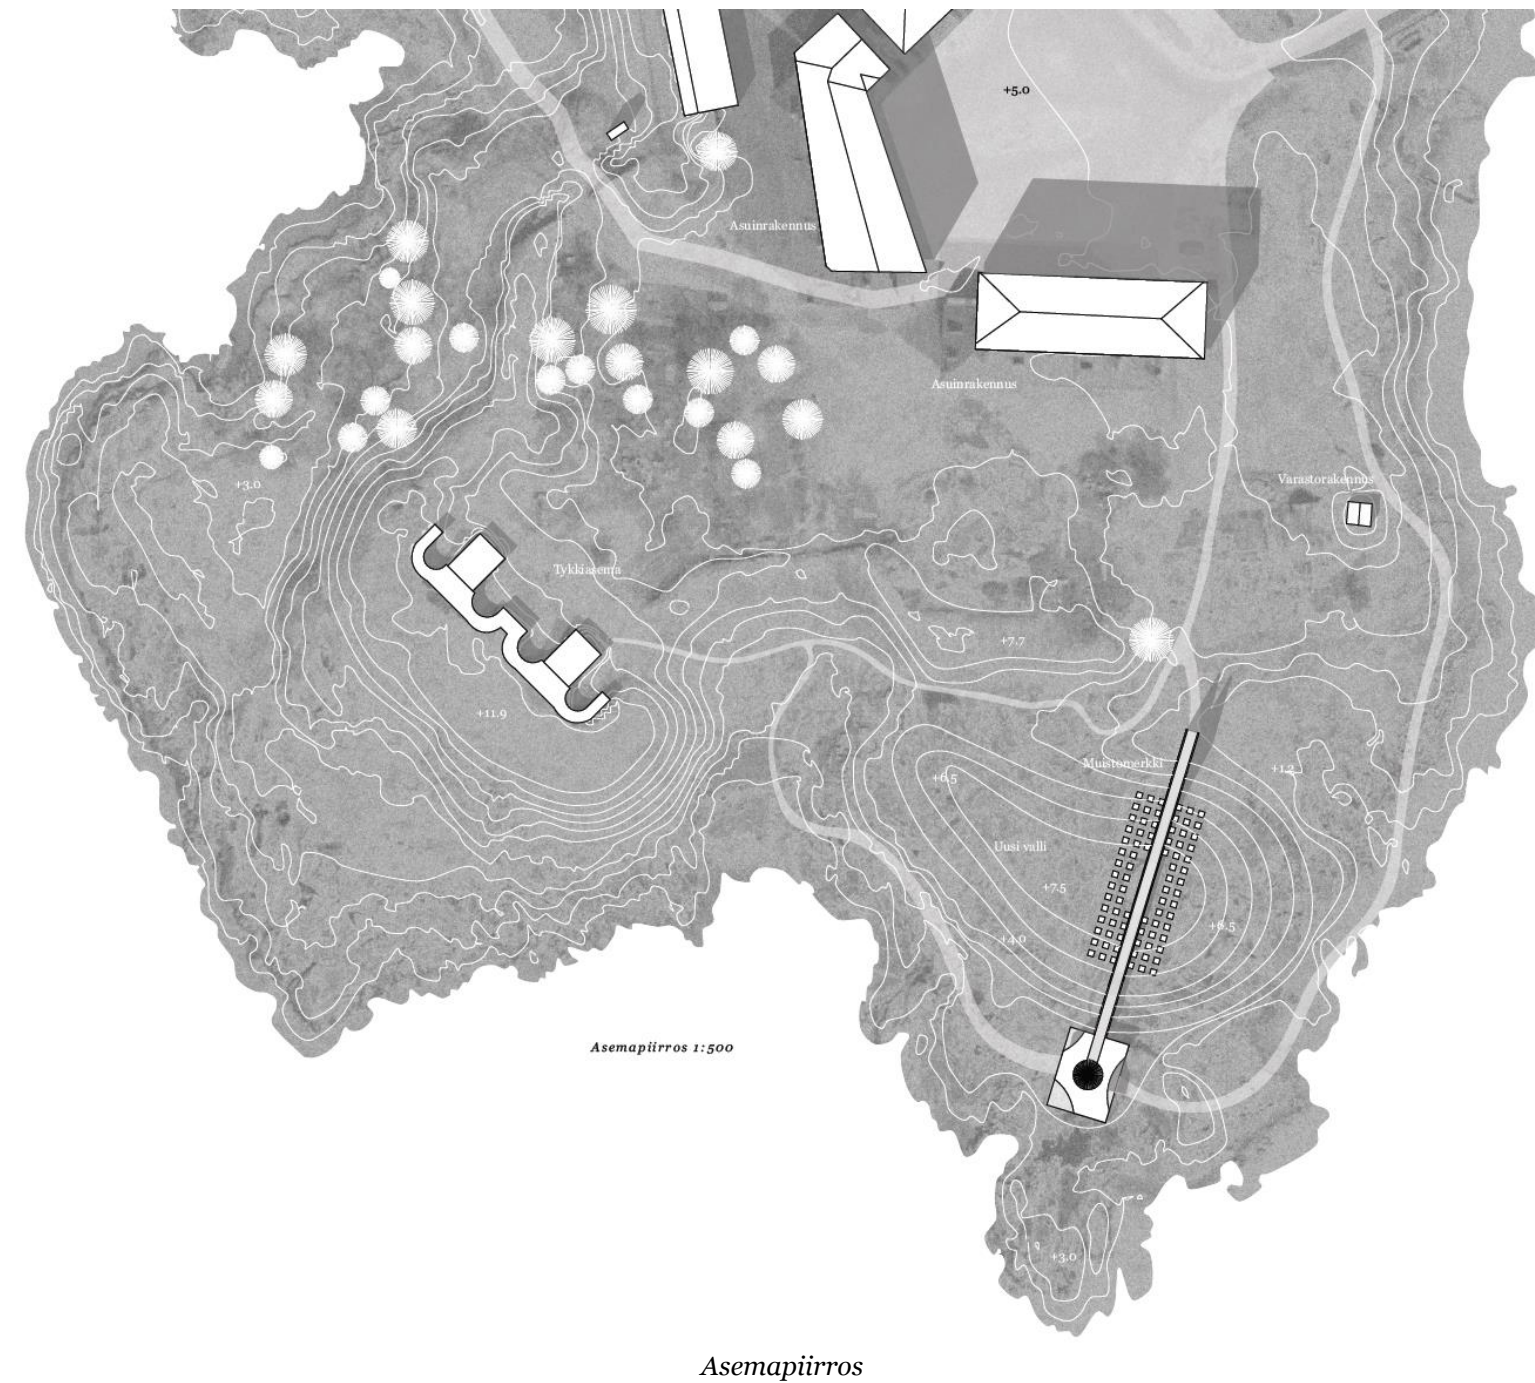 +5.0
Asuinrakennus
Asuinrakennus
Varastorakennus
+3.0
Tykkiasema
+7.7
+11.9
Muistomerkki
+1.2
+6.5
Uusi valli
+7.5
+6.5
+4.0
Asemapiirros 1:500
+3.0
Asemapiirros